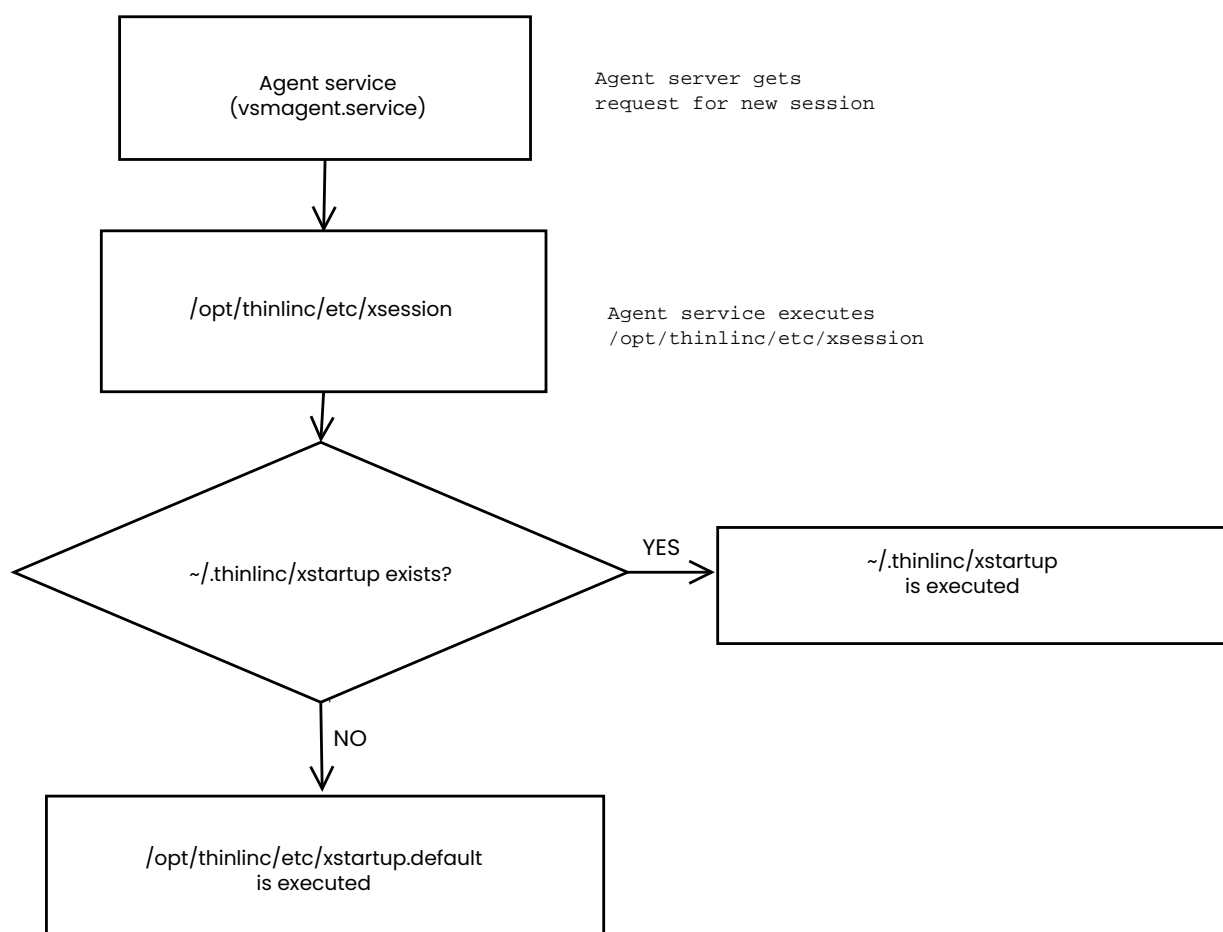 Agent service
(vsmagent.service)
Agent server gets
request for new session
/opt/thinlinc/etc/xsession
Agent service executes
/opt/thinlinc/etc/xsession
~/.thinlinc/xstartup exists?
YES
~/.thinlinc/xstartup
is executed
NO
/opt/thinlinc/etc/xstartup.default
is executed